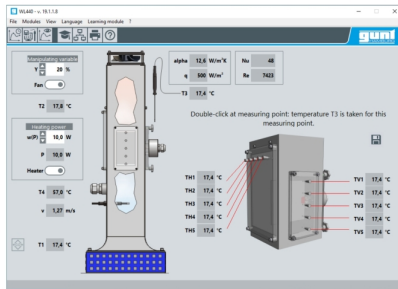 WL440 - v. 19.1.1.8
File Modules View Language Learning module ?
gunt
Manipulating variable
Y 20 %
Fan
T2 17,8 °C
Heating power
w(P) 10,0 W
P 10,0 W
Heater
T4 57,0 °C
v 1,27 m/s
T1 17,4 °C
alpha 12,6 W/m²K
q 500 W/m²
Nu 48
Re 7423
T3 17,4 °C
Double-click at measuring point: temperature T3 is taken for this
measuring point.
TH1 17,4 °C
TH2 17,4 °C
TH3 17,4 °C
TH4 17,4 °C
TH5 17,4 °C
TV1 17,4 °C
TV2 17,4 °C
TV3 17,4 °C
TV4 17,4 °C
TV5 17,4 °C